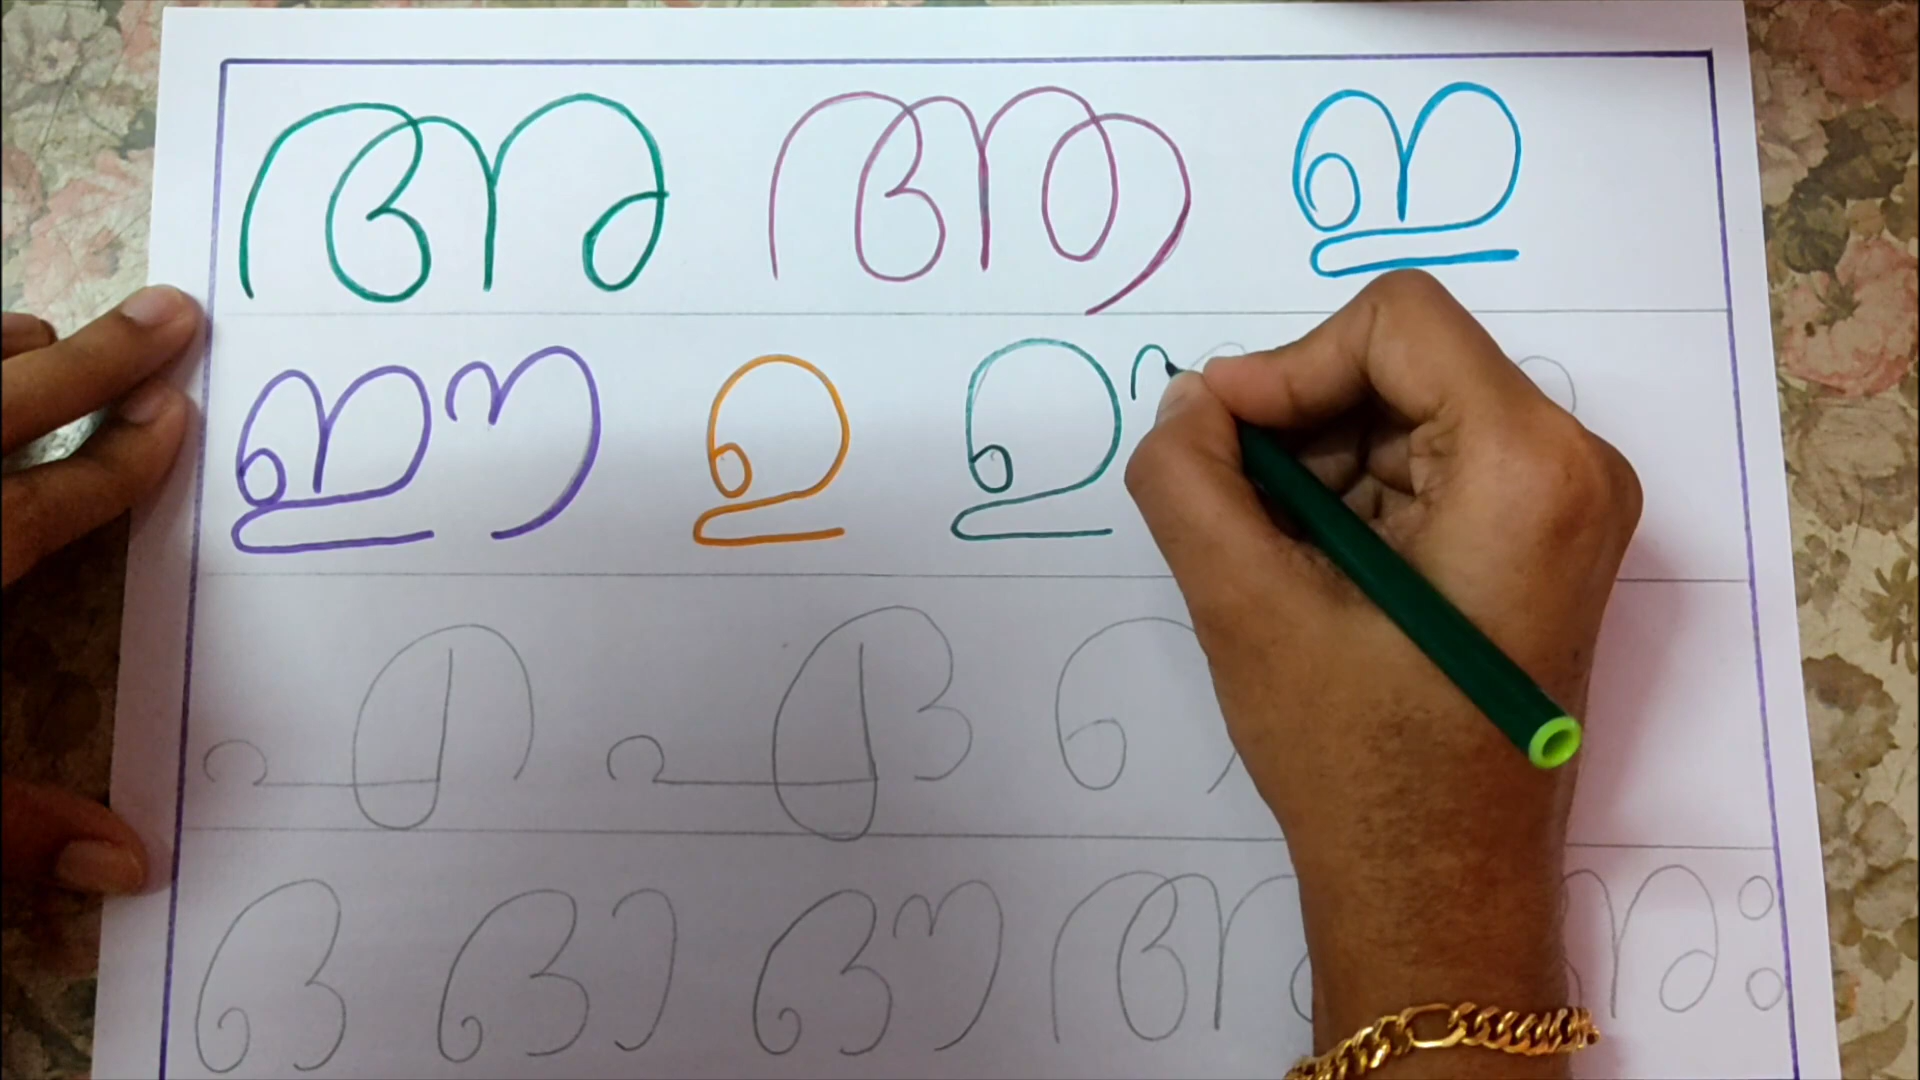 അ ആ ഇ
ഈ ഉ
എ ഏ
ഒ ഓ ഔ